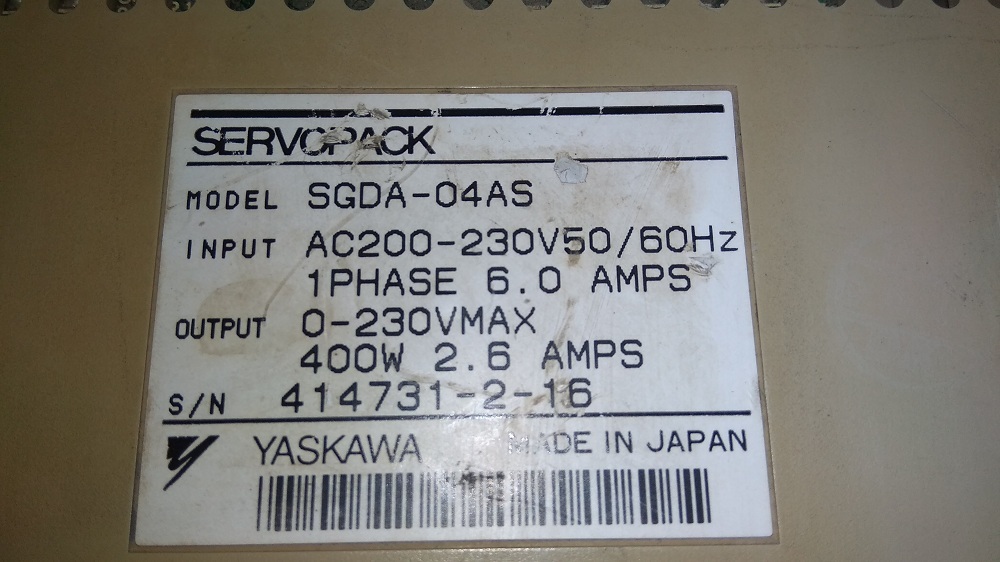 SERVOPACK
MODEL SGDA-04AS
INPUT AC200-230V50/60Hz
1PHASE 6.0 AMPS
OUTPUT 0-230VMAX
400W 2.6 AMPS
S/N 414731-2-16
YASKAWA MADE IN JAPAN